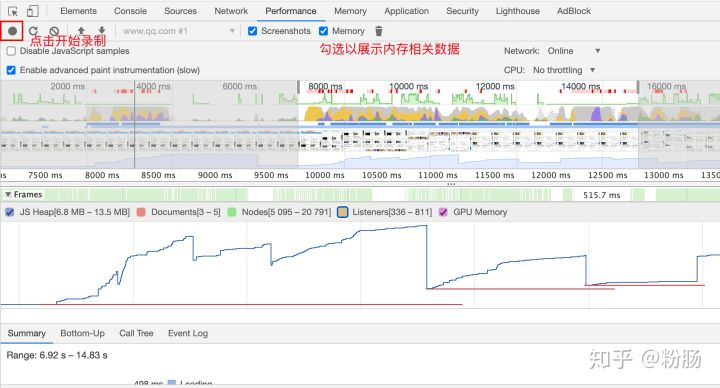 Elements Console Sources Network Performance Memory Application Security Lighthouse AdBlock
www.qq.com #1 Screenshots Memory
点击开始录制 勾选以展示内存相关数据
Disable JavaScript samples Network: Online
Enable advanced paint instrumentation (slow) CPU: No throttling
2000 ms 4000 ms 6000 ms 8000 ms 10000 ms 12000 ms 14000 ms 16000 ms
7500 ms 8000 ms 8500 ms 9000 ms 9500 ms 10000 ms 10500 ms 11000 ms 11500 ms 12000 ms 12500 ms 13000 ms 1350
Frames 515.7 ms
JS Heap[6.8 MB – 13.5 MB] Documents[3 – 5] Nodes[5 095 – 20 791] Listeners[336 – 811] GPU Memory
Summary Bottom-Up Call Tree Event Log
Range: 6.92 s – 14.83 s
498 ms Loading
知乎 @粉肠